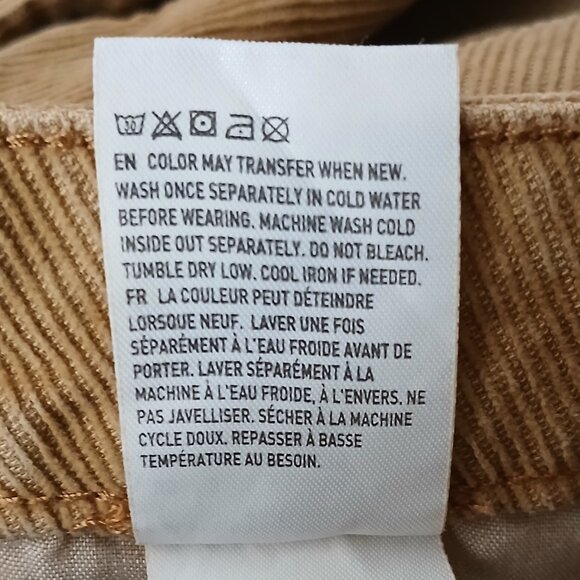 30
EN COLOR MAY TRANSFER WHEN NEW.
WASH ONCE SEPARATELY IN COLD WATER
BEFORE WEARING. MACHINE WASH COLD
INSIDE OUT SEPARATELY. DO NOT BLEACH.
TUMBLE DRY LOW. COOL IRON IF NEEDED.
FR LA COULEUR PEUT DÉTEINDRE
LORSQUE NEUF. LAVER UNE FOIS
SÉPARÉMENT À L'EAU FROIDE AVANT DE
PORTER. LAVER SÉPARÉMENT À LA
MACHINE À L'EAU FROIDE, À L'ENVERS. NE
PAS JAVELLISER. SÉCHER À LA MACHINE
CYCLE DOUX. REPASSER À BASSE
TEMPÉRATURE AU BESOIN.